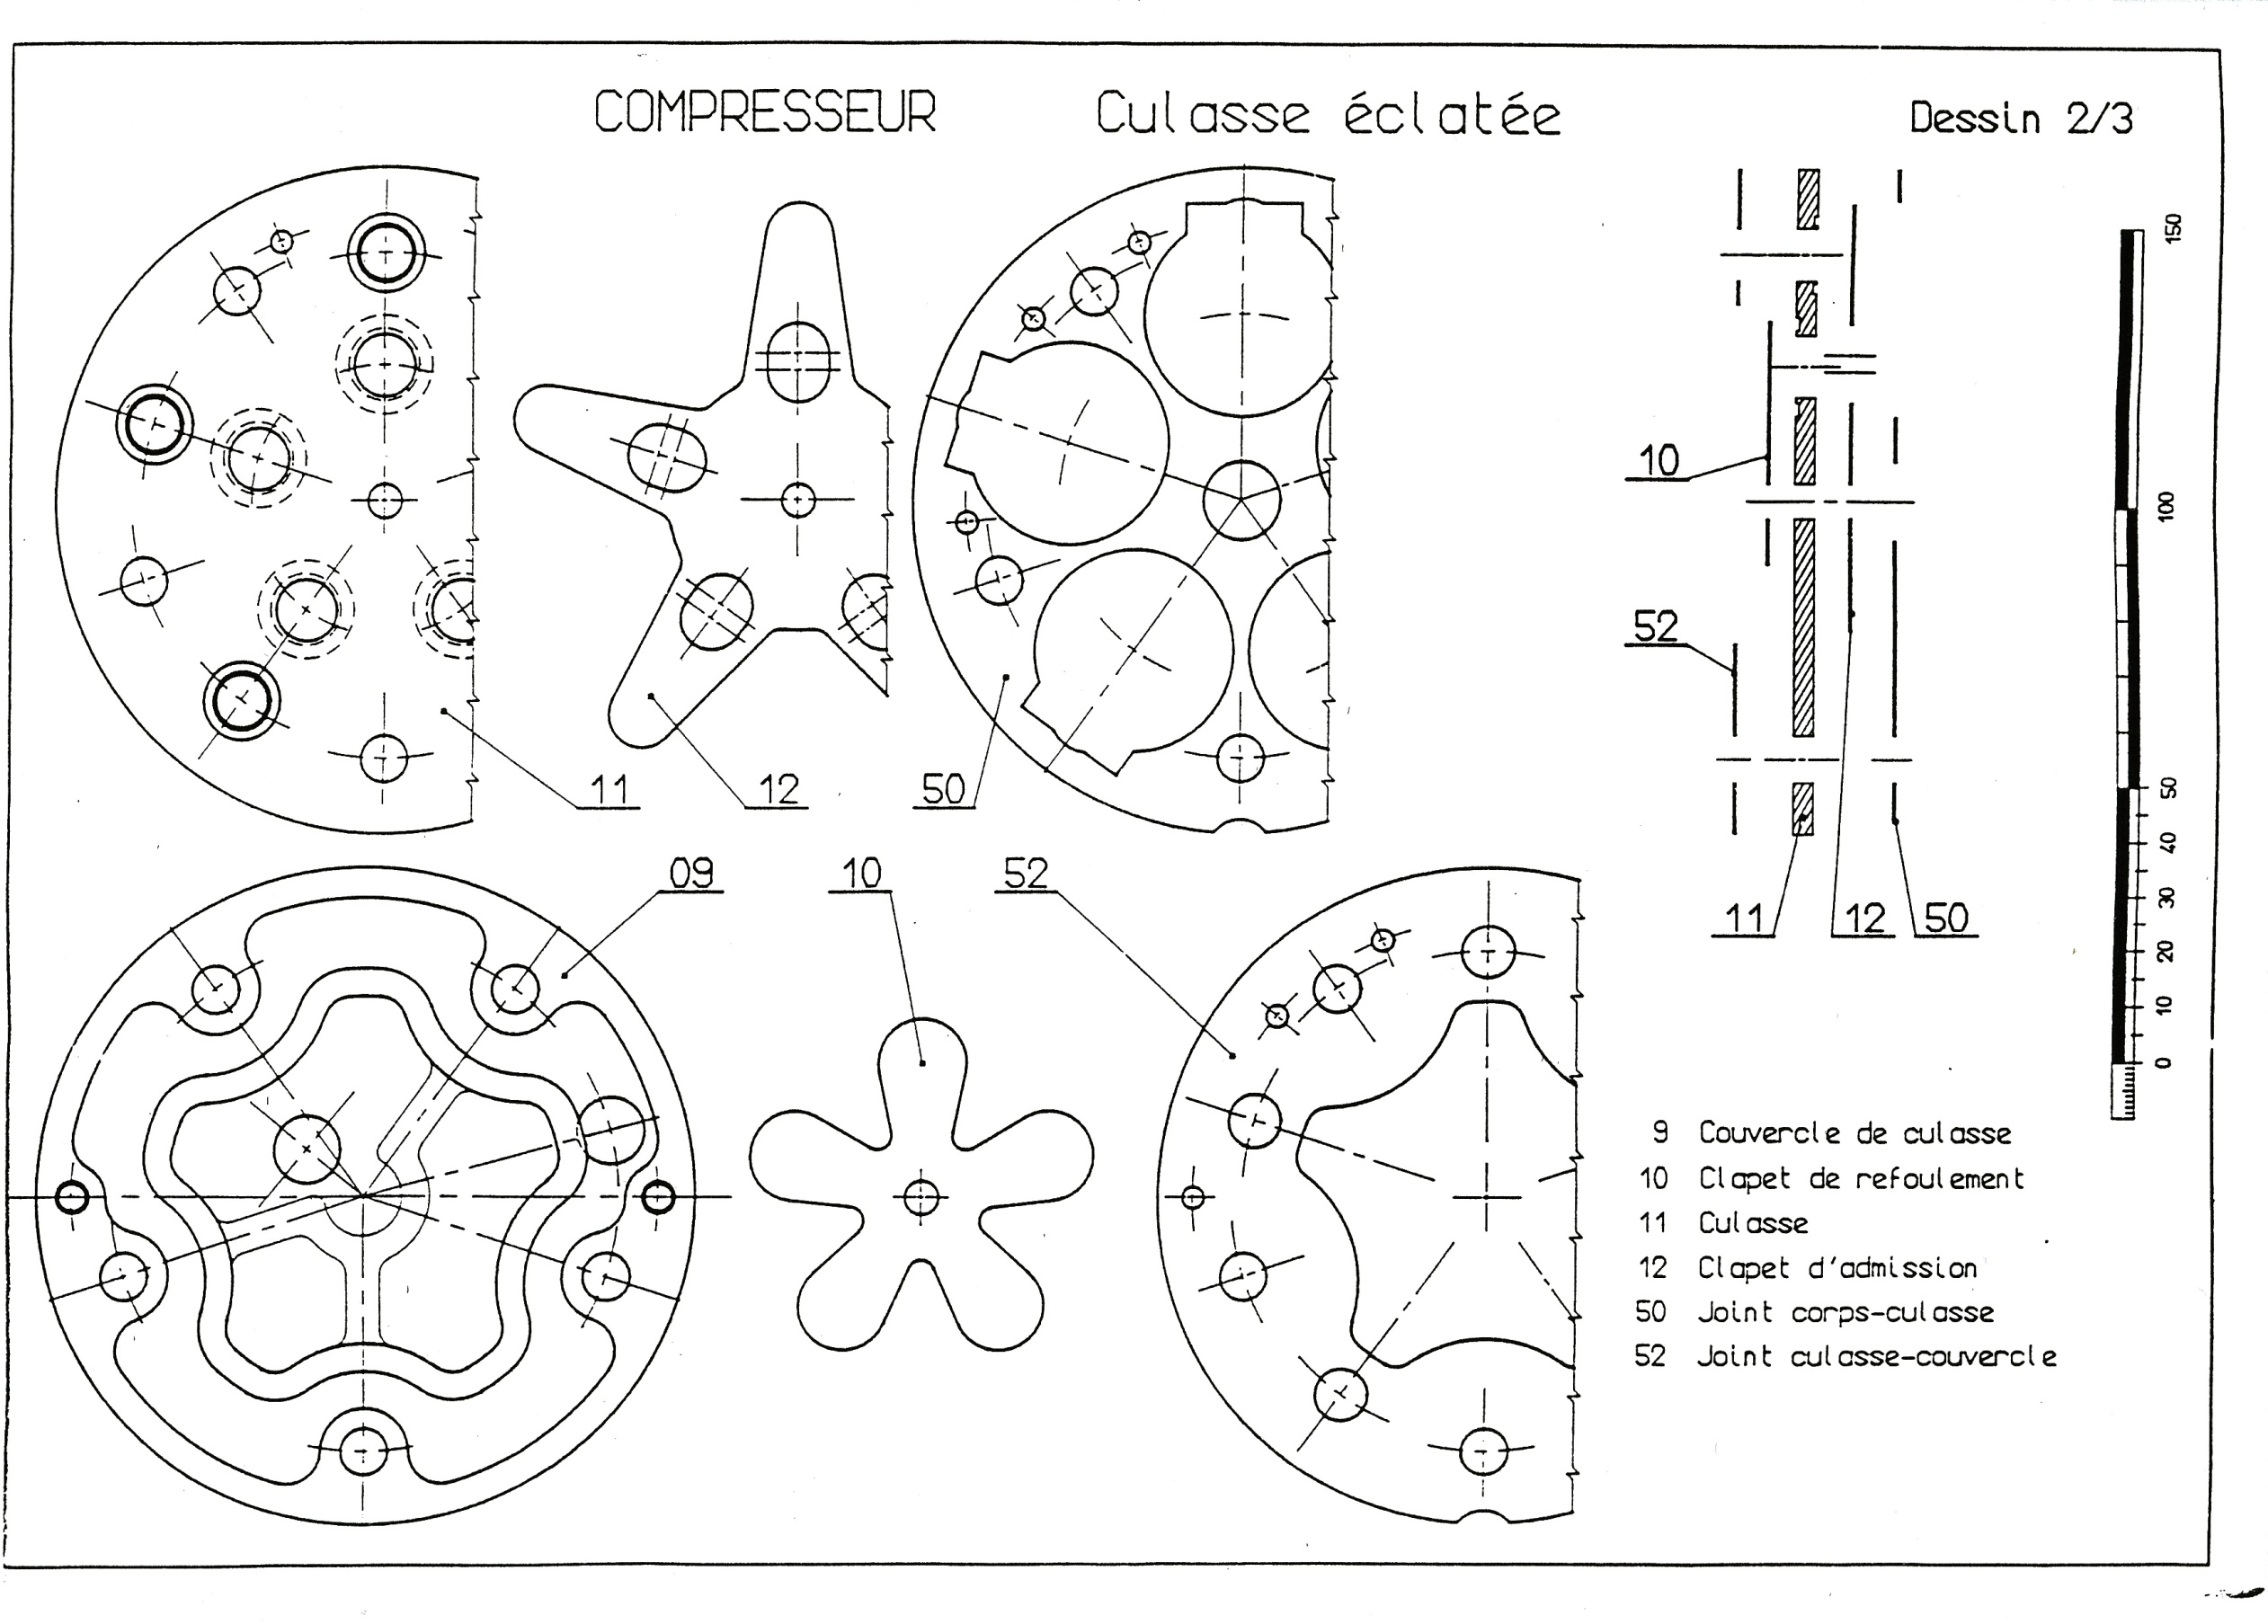 COMPRESSEUR Culasse éclatée Dessin 2/3
150
10
100
52
11 12 50
50
09 10 52
40
11 12 50
30
20
10
0
9 Couvercle de culasse
10 Clapet de refoulement
11 Culasse
12 Clapet d'admission
50 Joint corps-culasse
52 Joint culasse-couvercle